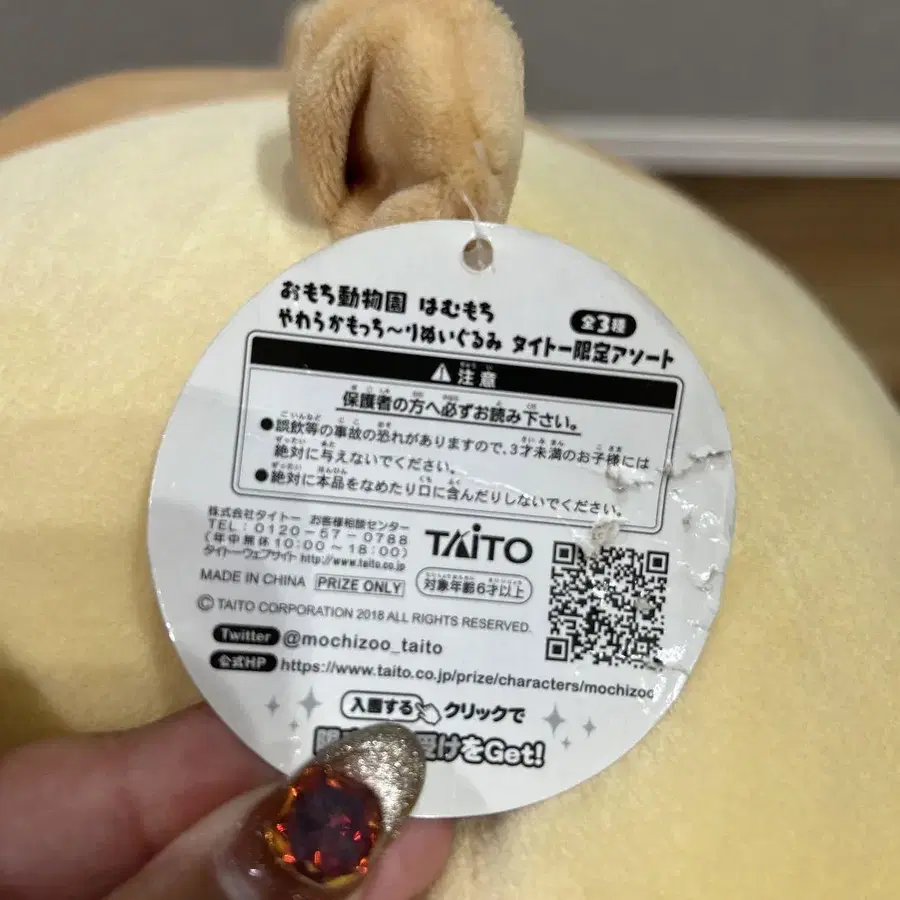 おもち動物園 はむもち
やわらかもっち～りぬいぐるみ タイトー限定アソート
全3種
注意
保護者の方へ必ずお読み下さい。
●誤飲等の事故の恐れがありますので、3才未満のお子様には
絶対に与えないでください。
●絶対に本品をなめたり口に含んだりしないでください。
株式会社タイトー お客様相談センター
TEL：0120-57-0788
(年中無休10:00～18:00)
タイトーウェブサイト http://www.taito.co.jp/
TAITO
MADE IN CHINA PRIZE ONLY
対象年齢6才以上
© TAITO CORPORATION 2018 ALL RIGHTS RESERVED.
Twitter @mochizoo_taito
公式HP https://www.taito.co.jp/prize/characters/mochizoo
入園する クリックで
受けをGet!